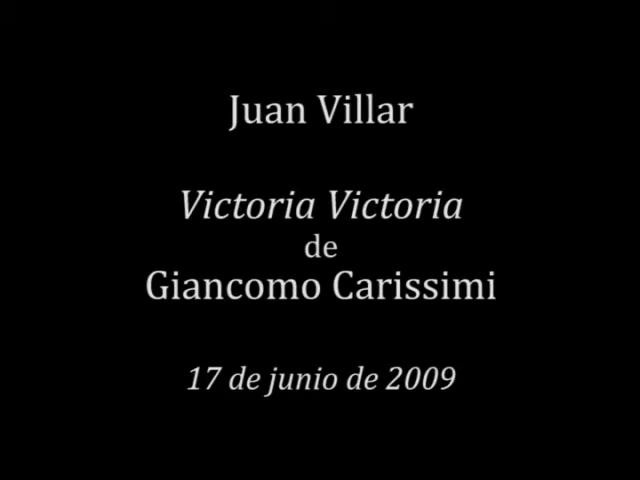 Juan Villar
Victoria Victoria
de
Giancomo Carissimi
17 de junio de 2009